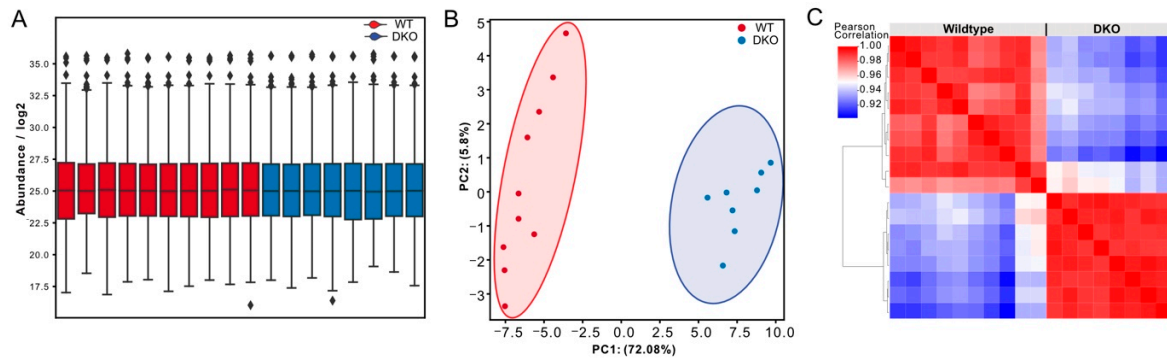 A
WT
DKO
Abundance / log2
35.0
32.5
30.0
27.5
25.0
22.5
20.0
17.5
B
WT
DKO
PC2: (5.8%)
5
4
3
2
1
0
−1
−2
−3
−7.5 −5.0 −2.5 0.0 2.5 5.0 7.5 10.0
PC1: (72.08%)
C
Pearson
Correlation
1.00
0.98
0.96
0.94
0.92
Wildtype
DKO